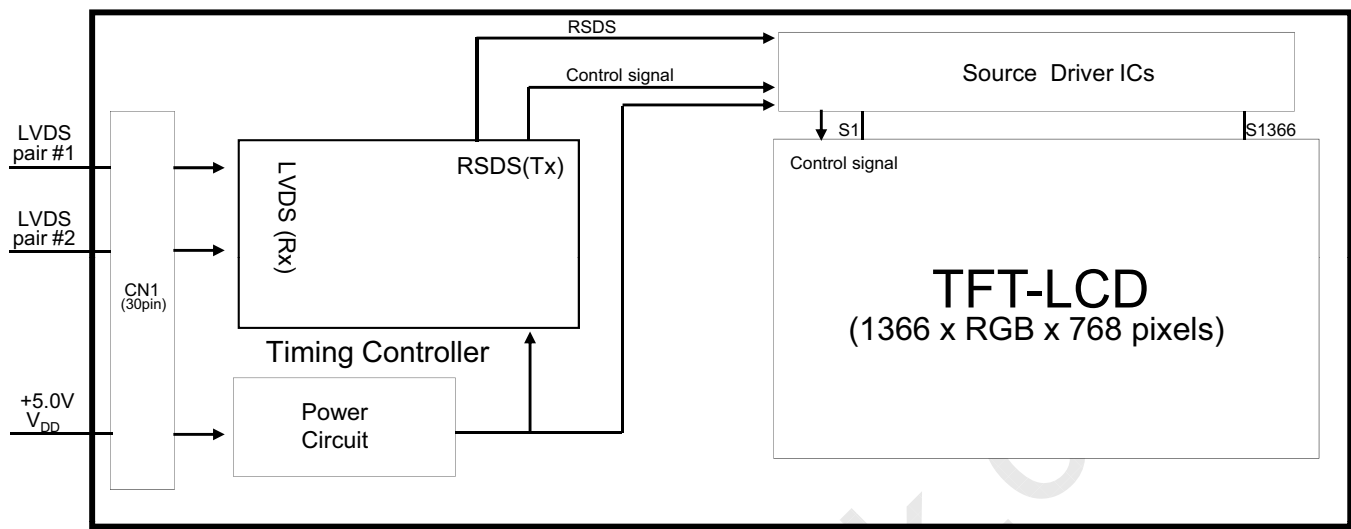 RSDS
Source Driver ICs
Control signal
LVDS
pair #1
S1
S1366
RSDS(Tx)
Control signal
LVDS (Rx)
LVDS
pair #2
CN1
(30pin)
TFT-LCD
(1366 x RGB x 768 pixels)
Timing Controller
+5.0V
VDD
Power
Circuit